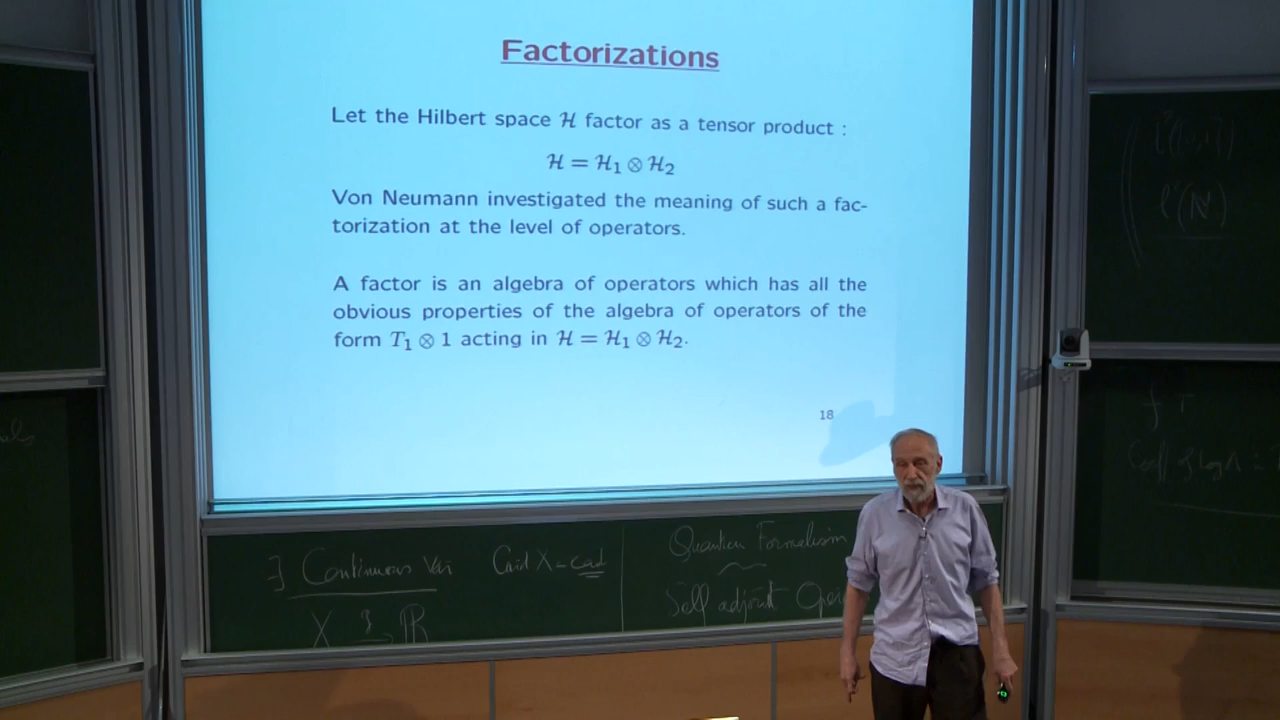 Factorizations
Let the Hilbert space ℋ factor as a tensor product :
ℋ = ℋ₁ ⊗ ℋ₂
Von Neumann investigated the meaning of such a fac-
torization at the level of operators.
A factor is an algebra of operators which has all the
obvious properties of the algebra of operators of the
form T₁ ⊗ 1 acting in ℋ = ℋ₁ ⊗ ℋ₂.
18
∃ Continuous Var
Card X = card
X → ℝ
Quantum Formalism
Self adjoint Oper
ℓ²(ℕ)